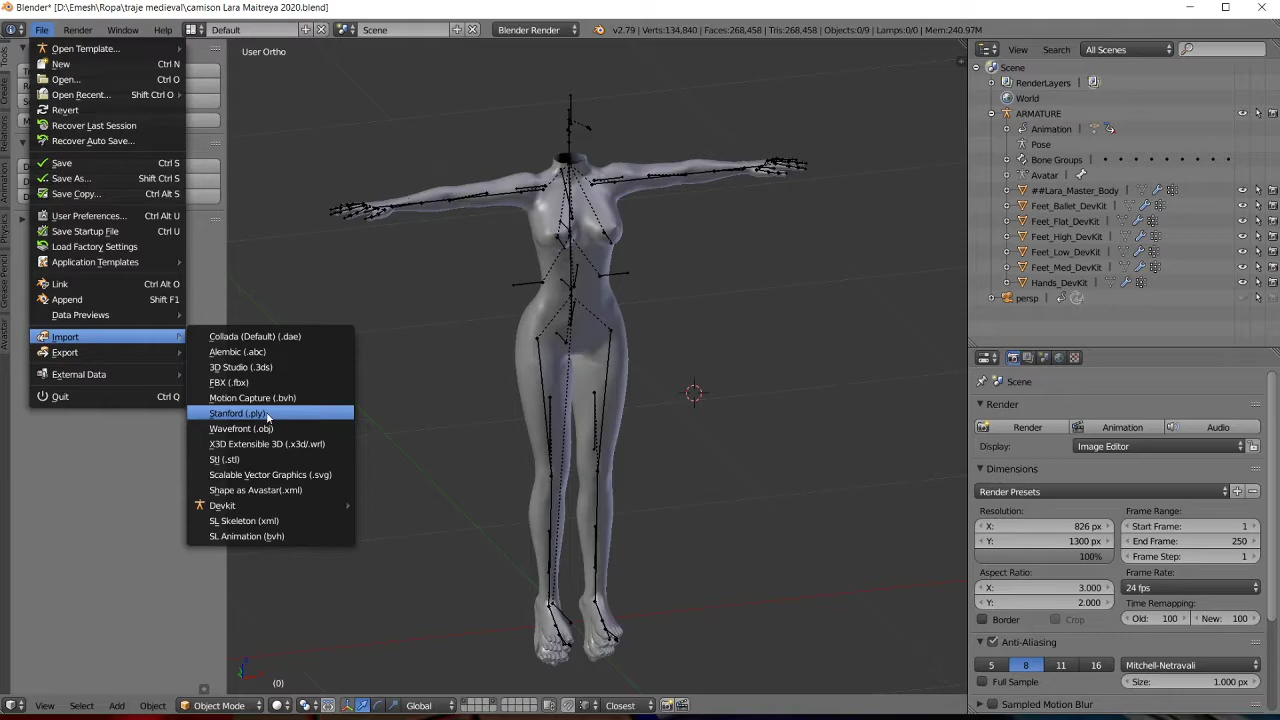 Blender* [D:\Emesh\Ropa\traje medieval\camison Lara Maitreya 2020.blend]
File Render Window Help Default Scene Blender Render v2.79 | Verts:134,840 | Faces:268,458 | Tris:268,458 | Objects:0/9 | Lamps:0/0 | Mem:240.97M
Open Template...
New Ctrl N
Open... Ctrl O
Open Recent... Shift Ctrl O
Revert
Recover Last Session
Recover Auto Save...
Save Ctrl S
Save As... Shift Ctrl S
Save Copy... Ctrl Alt S
User Preferences... Ctrl Alt U
Save Startup File Ctrl U
Load Factory Settings
Application Templates
Link Ctrl Alt O
Append Shift F1
Data Previews
Import
Export
External Data
Quit Ctrl Q
Collada (Default) (.dae)
Alembic (.abc)
3D Studio (.3ds)
FBX (.fbx)
Motion Capture (.bvh)
Stanford (.ply)
Wavefront (.obj)
X3D Extensible 3D (.x3d/.wrl)
Stl (.stl)
Scalable Vector Graphics (.svg)
Shape as Avastar(.xml)
Devkit
SL Skeleton (xml)
SL Animation (bvh)
Tools
Create
Relations
Animation
Physics
Grease Pencil
Avastar
User Ortho
(0)
View Select Add Object Object Mode Global Closest
View Search All Scenes
Scene
RenderLayers
World
ARMATURE
Animation
Pose
Bone Groups
Avatar
##Lara_Master_Body
Feet_Ballet_DevKit
Feet_Flat_DevKit
Feet_High_DevKit
Feet_Low_DevKit
Feet_Med_DevKit
Hands_DevKit
persp
Scene
Render
Render Animation Audio
Display: Image Editor
Dimensions
Render Presets
Resolution: Frame Range:
X: 826 px Start Frame: 1
Y: 1300 px End Frame: 250
100% Frame Step: 1
Aspect Ratio: Frame Rate:
X: 3.000 24 fps
Y: 2.000 Time Remapping:
Border Crop Old: 100 New: 100
Anti-Aliasing
5 8 11 16 Mitchell-Netravali
Full Sample Size: 1.000 px
Sampled Motion Blur